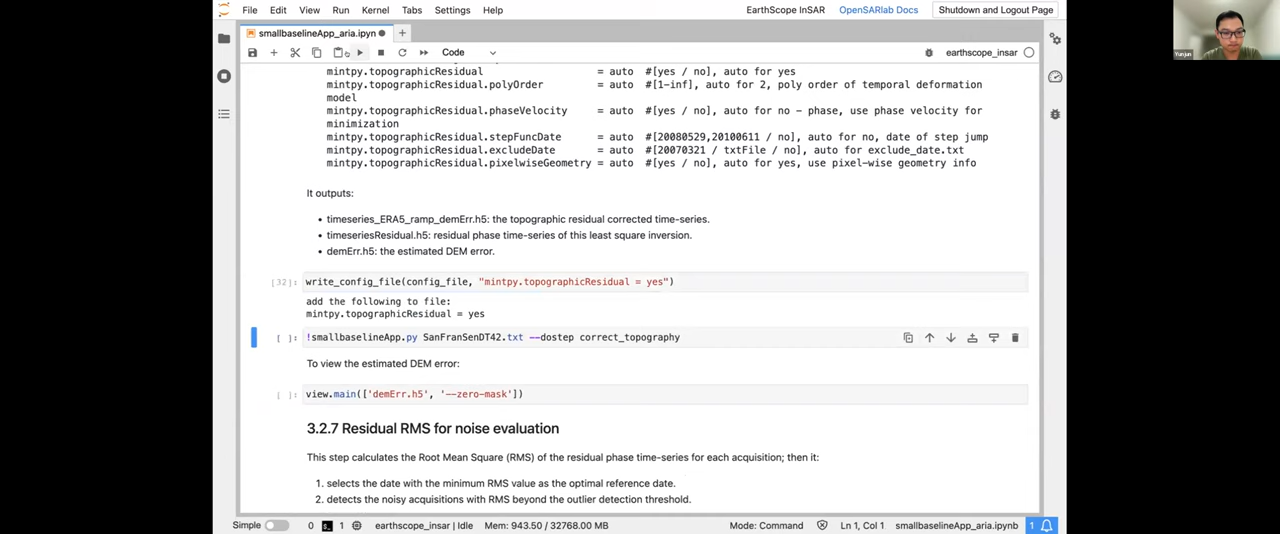 File Edit View Run Kernel Tabs Settings Help EarthScope InSAR OpenSARlab Docs Shutdown and Logout Page
smallbaselineApp_aria.ipyn
Code earthscope_insar
mintpy.topographicResidual = auto #[yes / no], auto for yes
mintpy.topographicResidual.polyOrder = auto #[1-inf], auto for 2, poly order of temporal deformation
model
mintpy.topographicResidual.phaseVelocity = auto #[yes / no], auto for no - phase, use phase velocity for
minimization
mintpy.topographicResidual.stepFuncDate = auto #[20080529,20100611 / no], auto for no, date of step jump
mintpy.topographicResidual.excludeDate = auto #[20070321 / txtFile / no], auto for exclude_date.txt
mintpy.topographicResidual.pixelwiseGeometry = auto #[yes / no], auto for yes, use pixel-wise geometry info
It outputs:
• timeseries_ERA5_ramp_demErr.h5: the topographic residual corrected time-series.
• timeseriesResidual.h5: residual phase time-series of this least square inversion.
• demErr.h5: the estimated DEM error.
[32]: write_config_file(config_file, "mintpy.topographicResidual = yes")
add the following to file:
mintpy.topographicResidual = yes
[ ]: !smallbaselineApp.py SanFranSenDT42.txt --dostep correct_topography
To view the estimated DEM error:
[ ]: view.main(['demErr.h5', '--zero-mask'])
3.2.7 Residual RMS for noise evaluation
This step calculates the Root Mean Square (RMS) of the residual phase time-series for each acquisition; then it:
1. selects the date with the minimum RMS value as the optimal reference date.
2. detects the noisy acquisitions with RMS beyond the outlier detection threshold.
Simple 0 1 earthscope_insar | Idle Mem: 943.50 / 32768.00 MB Mode: Command Ln 1, Col 1 smallbaselineApp_aria.ipynb 1
Yunjun